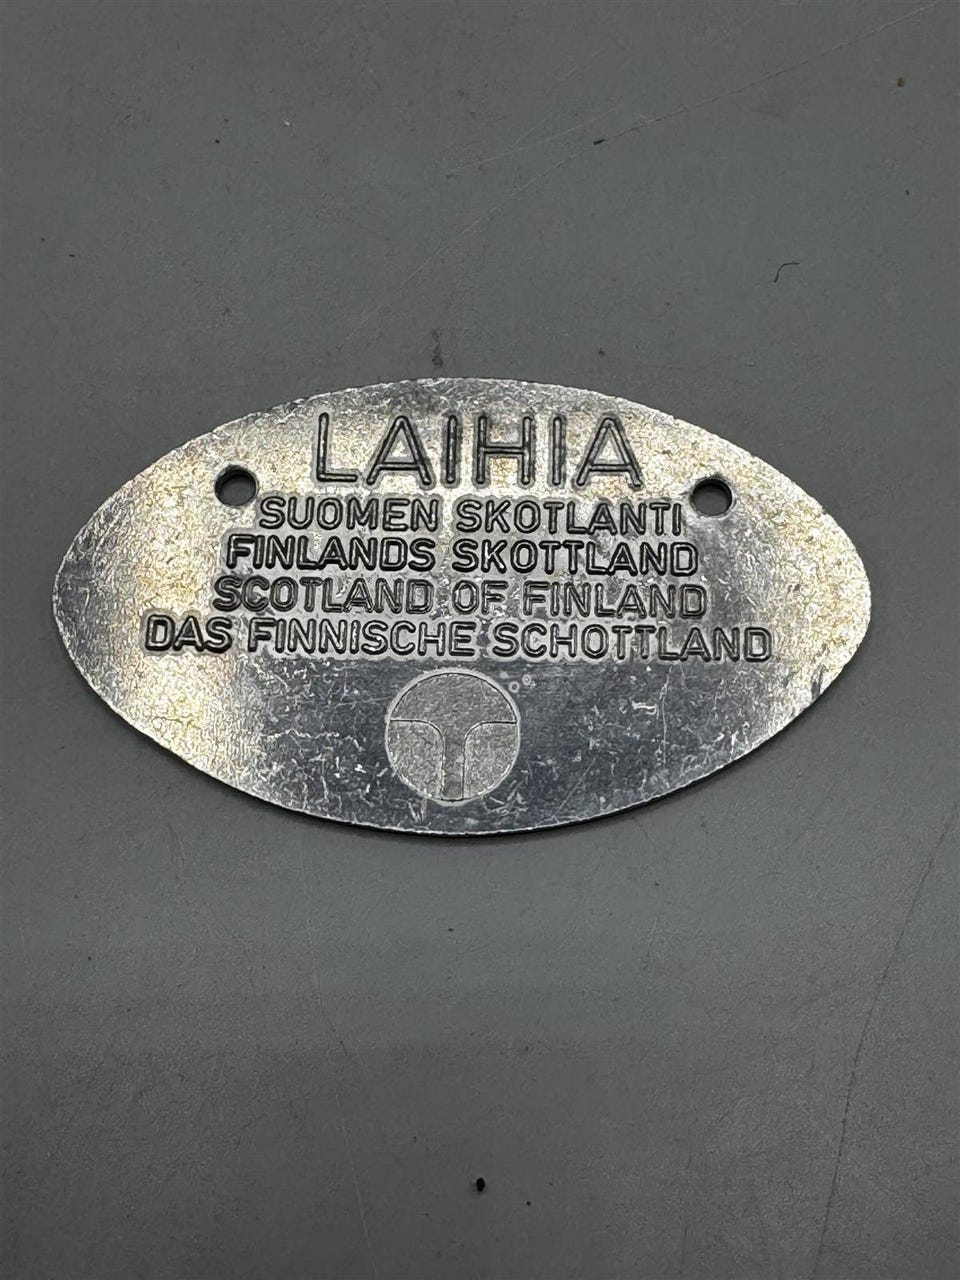 LAIHIA
SUOMEN SKOTLANTI
FINLANDS SKOTTLAND
SCOTLAND OF FINLAND
DAS FINNISCHE SCHOTTLAND